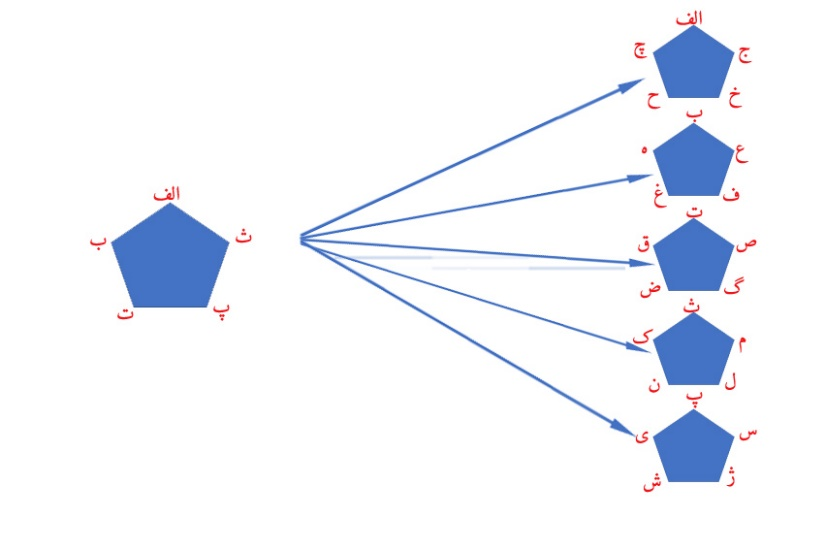 الف
ب
ث
ت
پ
الف
چ
ج
ح
خ
ب
ه
ع
غ
ف
ت
ق
ص
ض
گ
ث
ک
م
ن
ل
پ
ی
س
ش
ژ